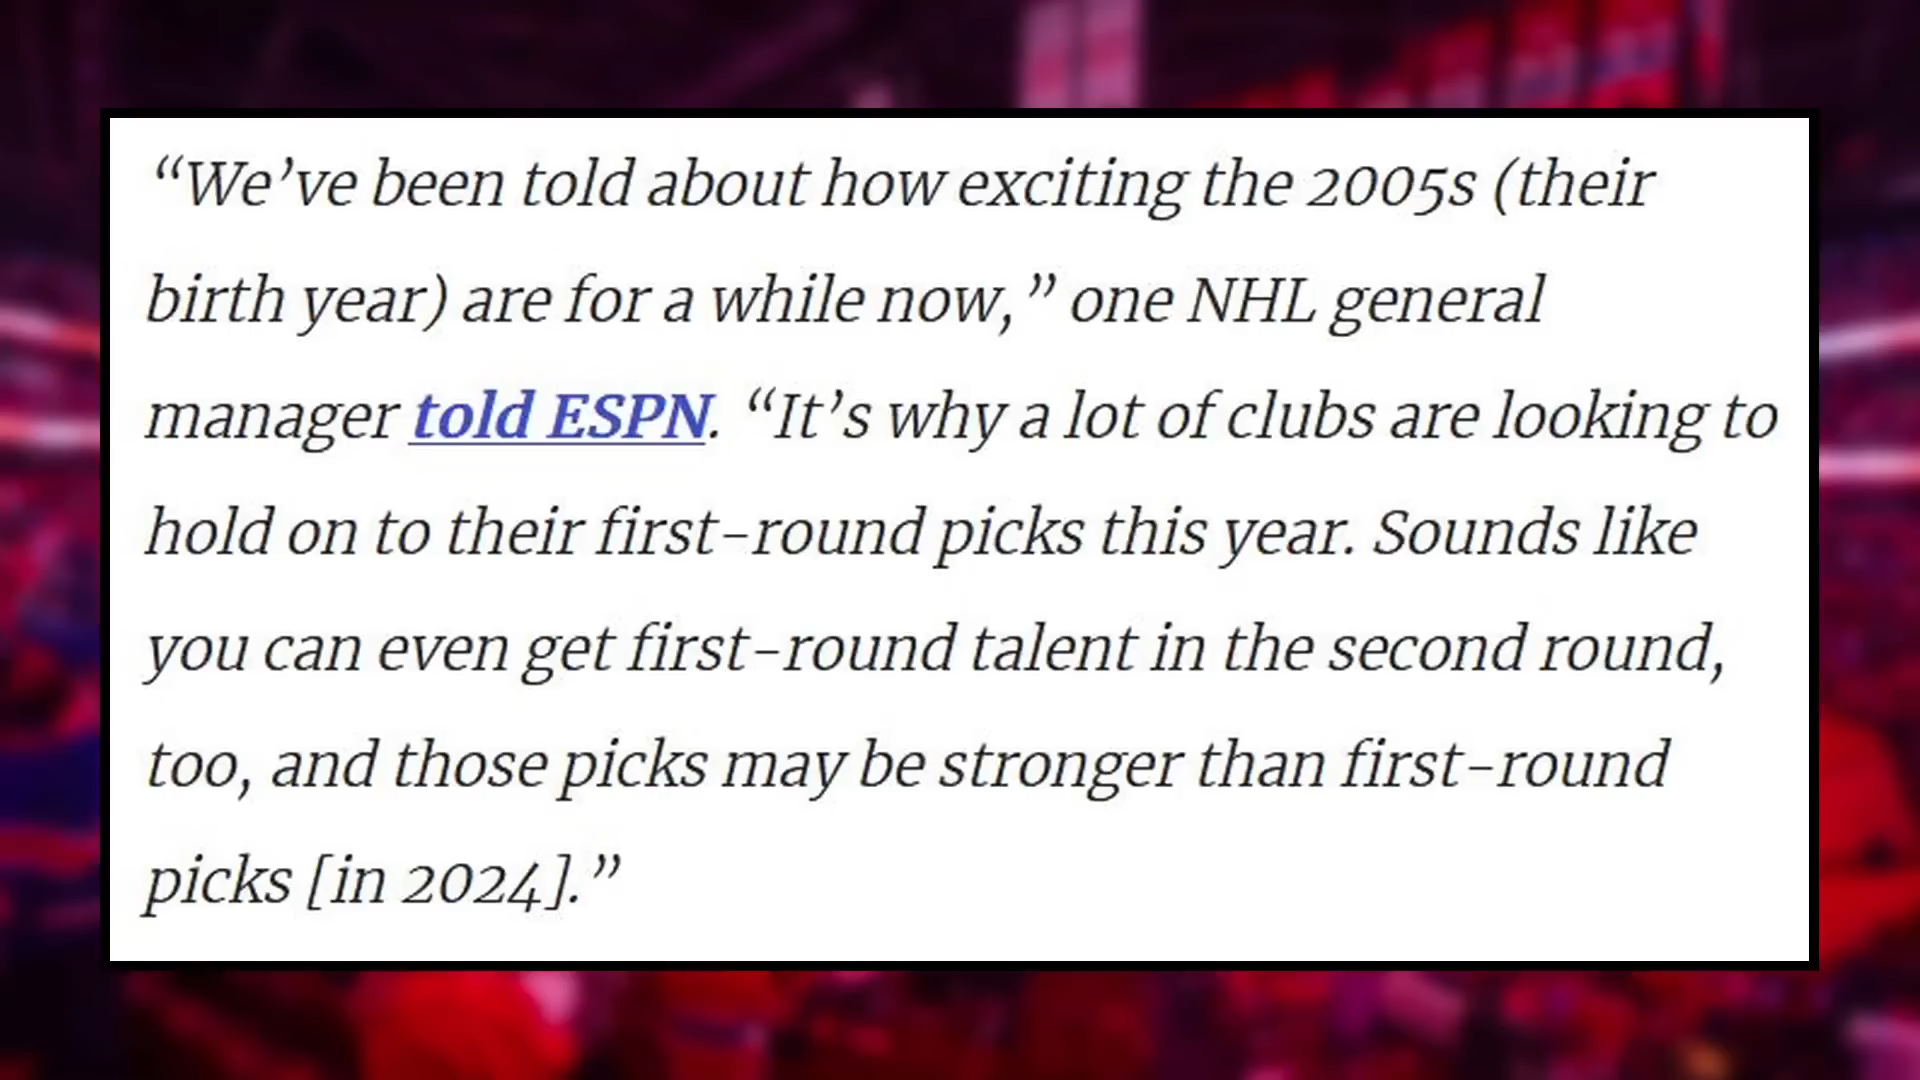 “We’ve been told about how exciting the 2005s (their
birth year) are for a while now,” one NHL general
manager told ESPN. “It’s why a lot of clubs are looking to
hold on to their first-round picks this year. Sounds like
you can even get first-round talent in the second round,
too, and those picks may be stronger than first-round
picks [in 2024].”